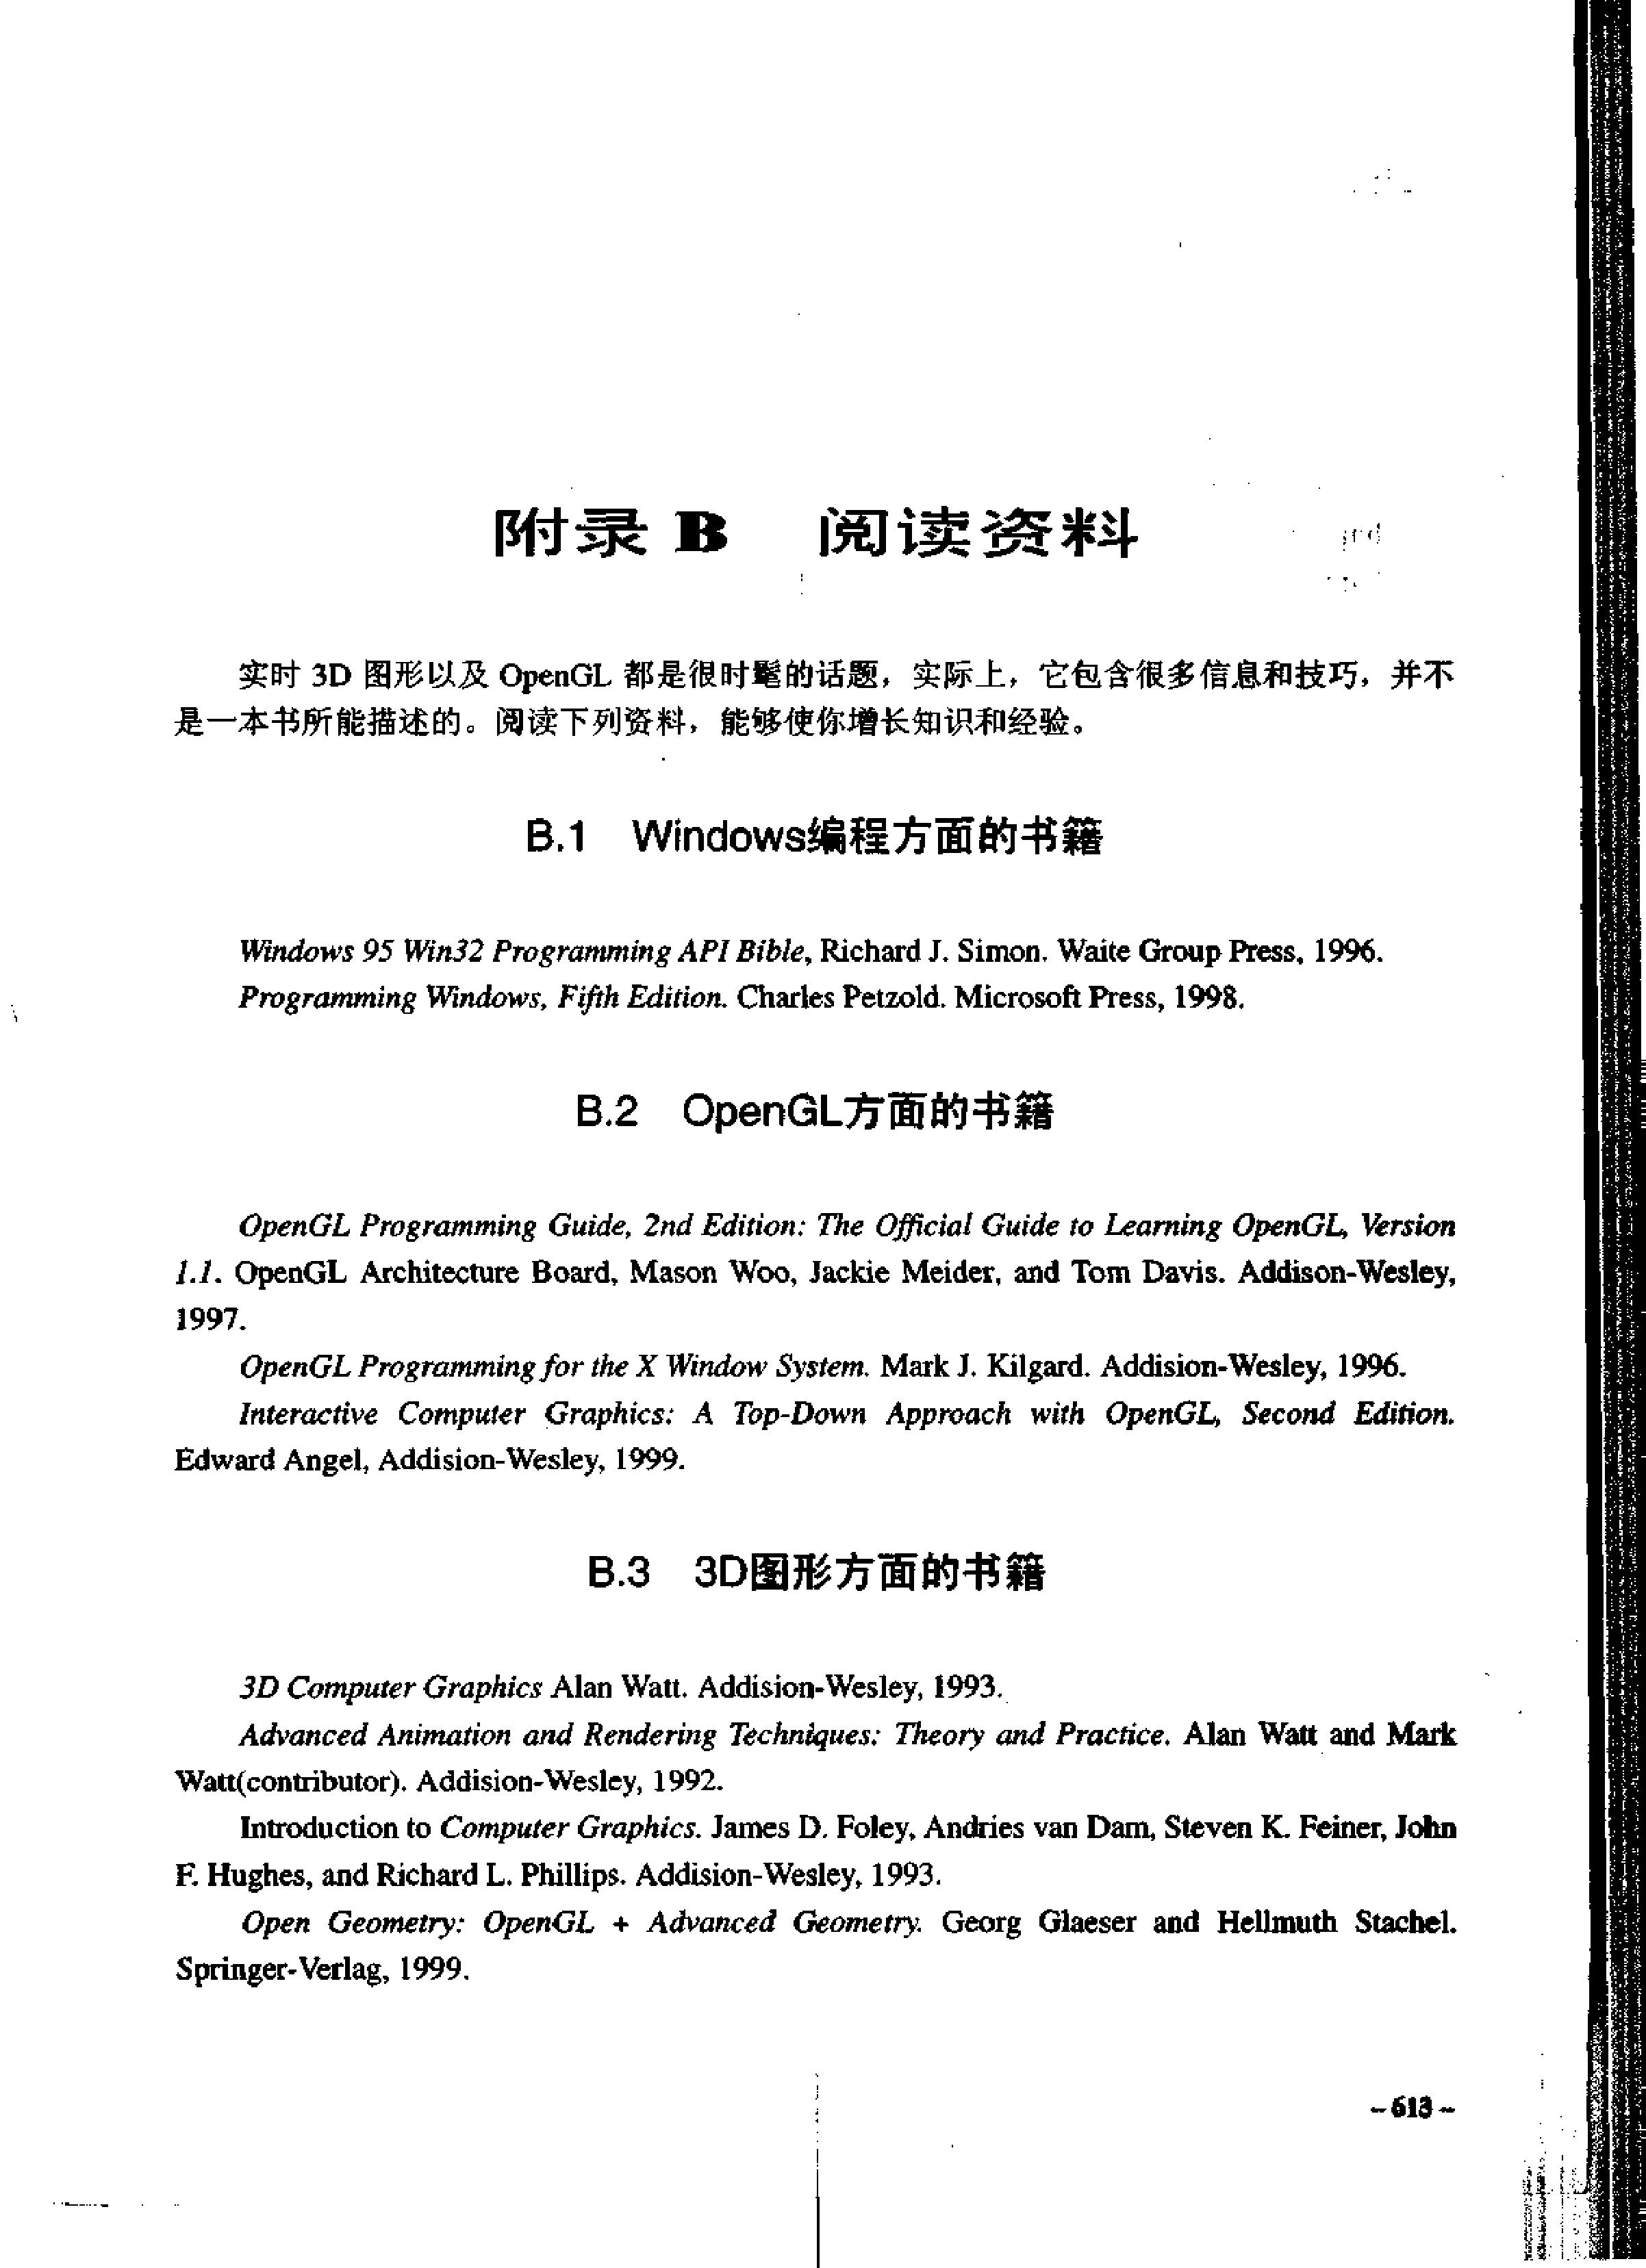 附录 B 阅读资料
实时 3D 图形以及 OpenGL 都是很时髦的话题，实际上，它包含很多信息和技巧，并不
是一本书所能描述的。阅读下列资料，能够使你增长知识和经验。
B.1 Windows编程方面的书籍
Windows 95 Win32 Programming API Bible, Richard J. Simon. Waite Group Press, 1996.
Programming Windows, Fifth Edition. Charles Petzold. Microsoft Press, 1998.
B.2 OpenGL方面的书籍
OpenGL Programming Guide, 2nd Edition: The Official Guide to Learning OpenGL, Version
1.1. OpenGL Architecture Board, Mason Woo, Jackie Meider, and Tom Davis. Addison-Wesley,
1997.
OpenGL Programming for the X Window System. Mark J. Kilgard. Addision-Wesley, 1996.
Interactive Computer Graphics: A Top-Down Approach with OpenGL, Second Edition.
Edward Angel, Addision-Wesley, 1999.
B.3 3D图形方面的书籍
3D Computer Graphics Alan Watt. Addision-Wesley, 1993.
Advanced Animation and Rendering Techniques: Theory and Practice. Alan Watt and Mark
Watt(contributor). Addision-Wesley, 1992.
Introduction to Computer Graphics. James D. Foley, Andries van Dam, Steven K. Feiner, John
F. Hughes, and Richard L. Phillips. Addision-Wesley, 1993.
Open Geometry: OpenGL + Advanced Geometry. Georg Glaeser and Hellmuth Stachel.
Springer-Verlag, 1999.
- 613 -